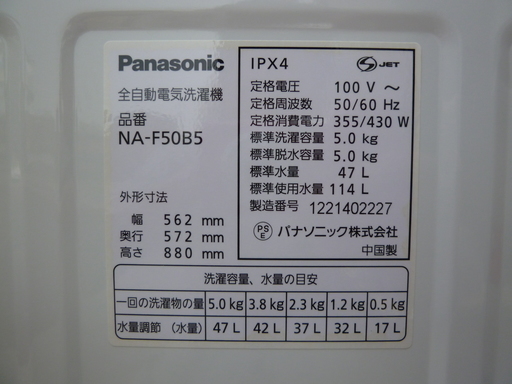 Panasonic
全自動電気洗濯機
品番
NA-F50B5
外形寸法
幅 562 mm
奥行 572 mm
高さ 880 mm
IPX4
S JET
定格電圧 100 V ～
定格周波数 50/60 Hz
定格消費電力 355/430 W
標準洗濯容量 5.0 kg
標準脱水容量 5.0 kg
標準水量 47 L
標準使用水量 114 L
製造番号 1221402227
PS E パナソニック株式会社
中国製
洗濯容量、水量の目安
一回の洗濯物の量 5.0 kg 3.8 kg 2.3 kg 1.2 kg 0.5 kg
水量調節（水量） 47 L 42 L 37 L 32 L 17 L